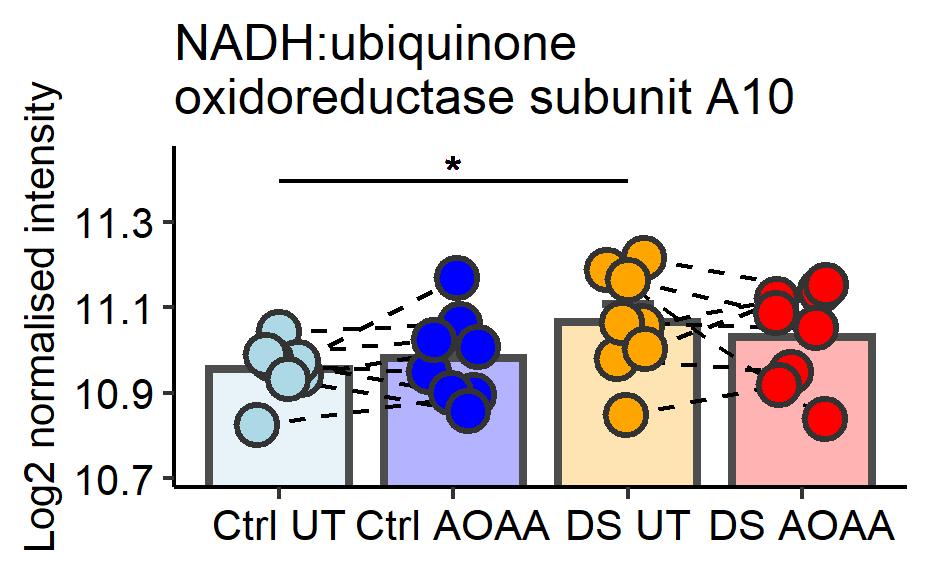 NADH:ubiquinone
oxidoreductase subunit A10
Log2 normalised intensity
*
11.3
11.1
10.9
10.7
Ctrl UT Ctrl AOAA DS UT DS AOAA